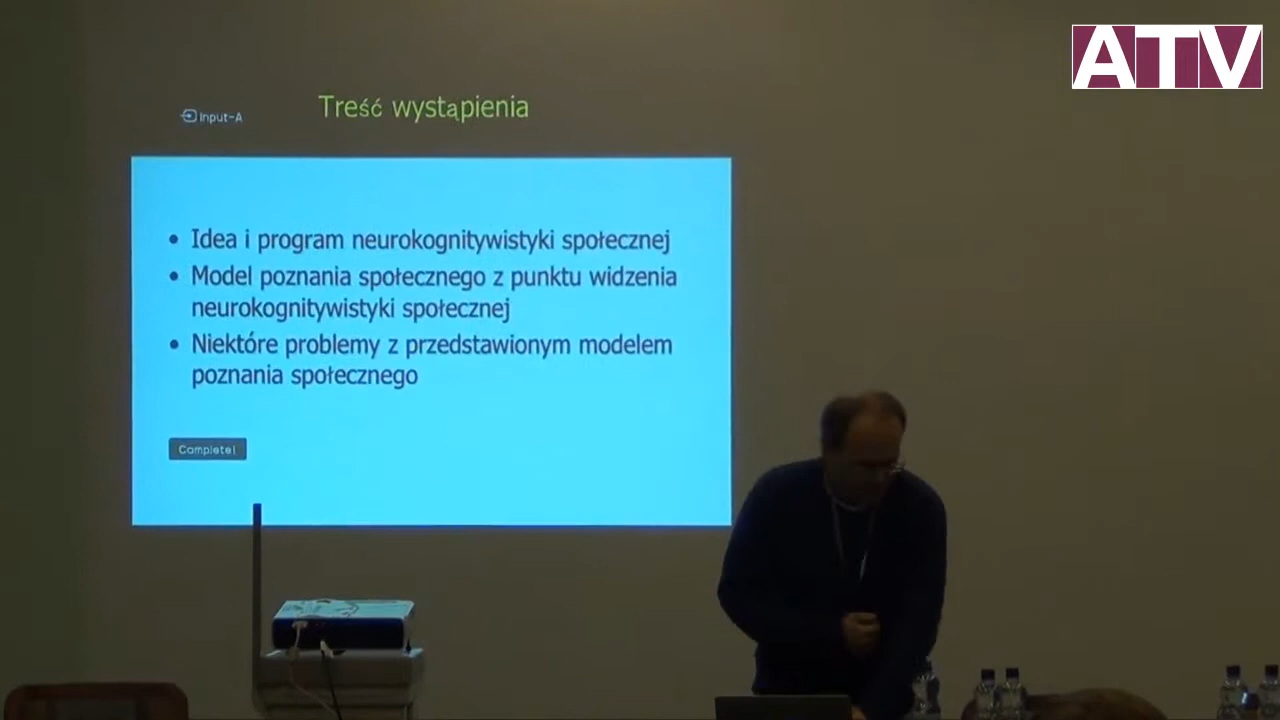 ATV
Treść wystąpienia
Input-A
• Idea i program neurokognitywistyki społecznej
• Model poznania społecznego z punktu widzenia
neurokognitywistyki społecznej
• Niektóre problemy z przedstawionym modelem
poznania społecznego
Complete!